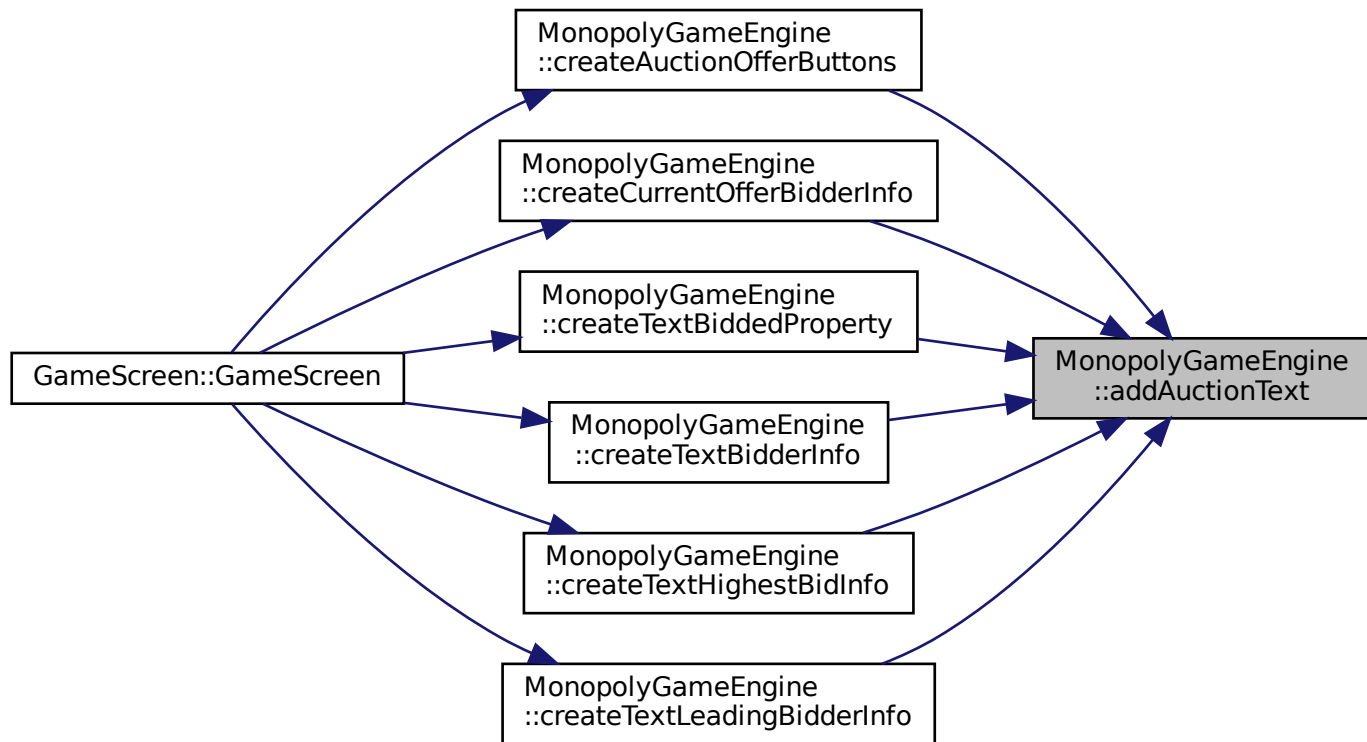 MonopolyGameEngine
::createAuctionOfferButtons
MonopolyGameEngine
::createCurrentOfferBidderInfo
MonopolyGameEngine
::createTextBiddedProperty
GameScreen::GameScreen
MonopolyGameEngine
::addAuctionText
MonopolyGameEngine
::createTextBidderInfo
MonopolyGameEngine
::createTextHighestBidInfo
MonopolyGameEngine
::createTextLeadingBidderInfo